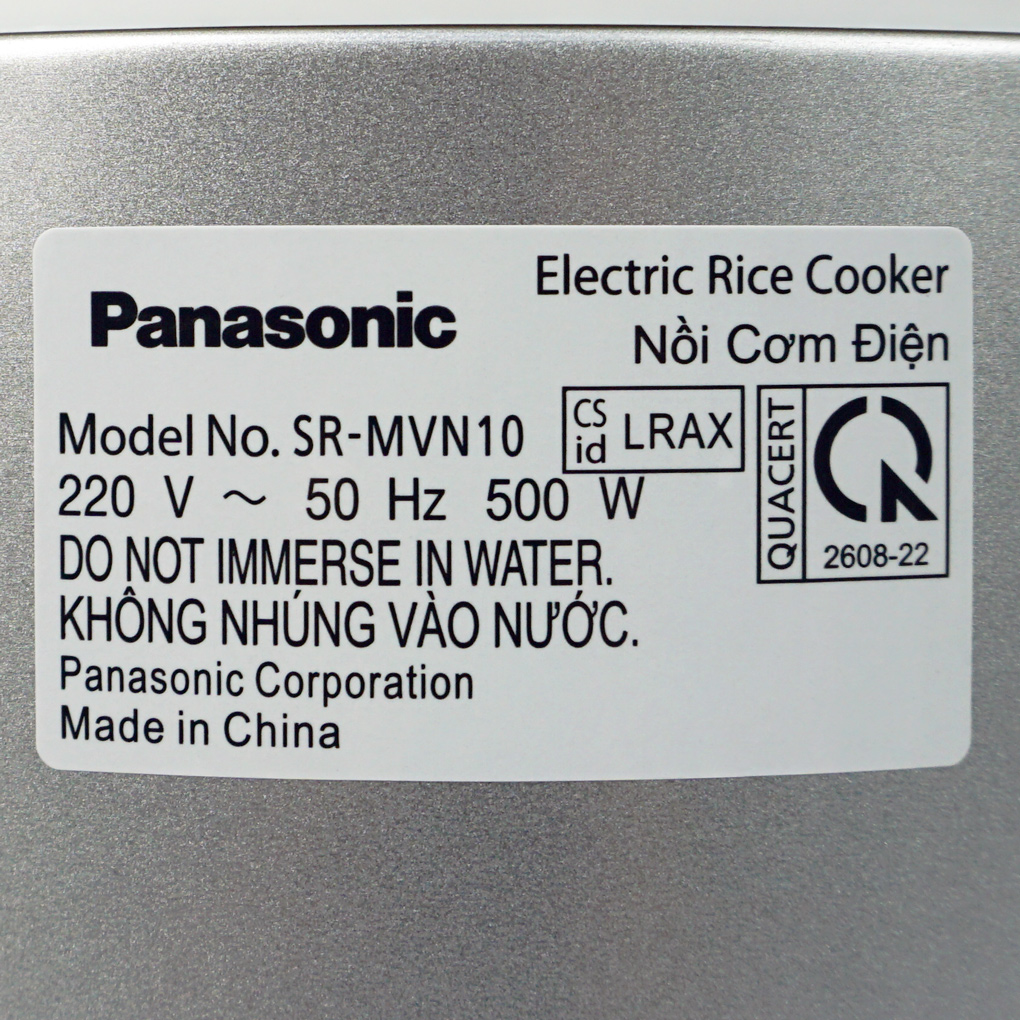 Panasonic
Electric Rice Cooker
Nồi Cơm Điện
Model No. SR-MVN10
CS
id
LRAX
QUACERT
2608-22
220 V ~ 50 Hz 500 W
DO NOT IMMERSE IN WATER.
KHÔNG NHÚNG VÀO NƯỚC.
Panasonic Corporation
Made in China